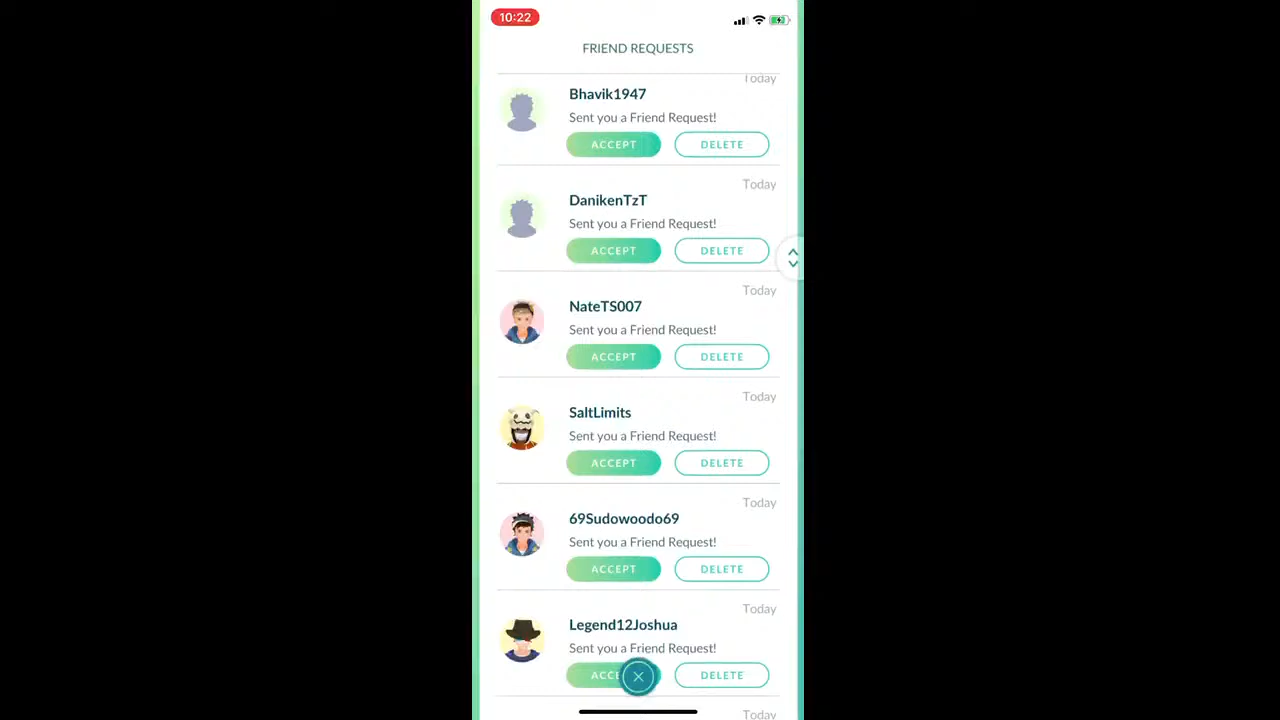 10:22
FRIEND REQUESTS
Today
Bhavik1947
Sent you a Friend Request!
ACCEPT DELETE
Today
DanikenTzT
Sent you a Friend Request!
ACCEPT DELETE
Today
NateTS007
Sent you a Friend Request!
ACCEPT DELETE
Today
SaltLimits
Sent you a Friend Request!
ACCEPT DELETE
Today
69Sudowoodo69
Sent you a Friend Request!
ACCEPT DELETE
Today
Legend12Joshua
Sent you a Friend Request!
ACCE DELETE
Today